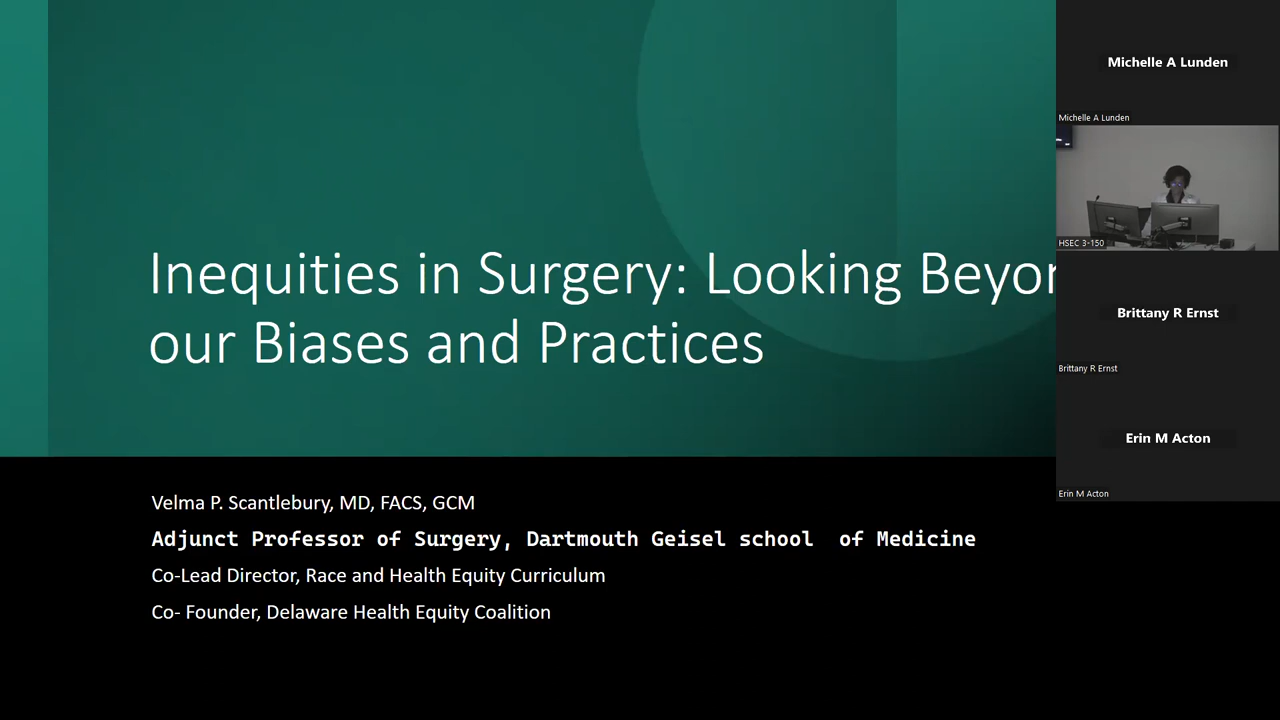 Inequities in Surgery: Looking Beyon
our Biases and Practices
Velma P. Scantlebury, MD, FACS, GCM
Adjunct Professor of Surgery, Dartmouth Geisel school  of Medicine
Co-Lead Director, Race and Health Equity Curriculum
Co- Founder, Delaware Health Equity Coalition
Michelle A Lunden
Michelle A Lunden
HSEC 3-150
Brittany R Ernst
Brittany R Ernst
Erin M Acton
Erin M Acton